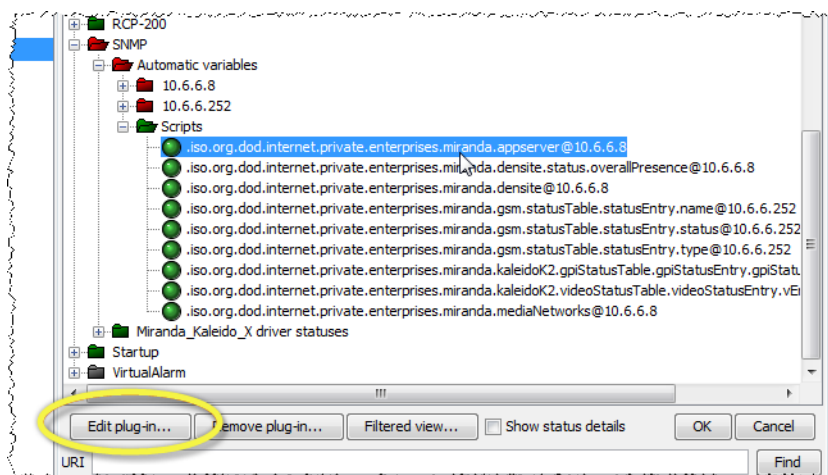 RCP-200
SNMP
Automatic variables
10.6.6.8
10.6.6.252
Scripts
.iso.org.dod.internet.private.enterprises.miranda.appserver@10.6.6.8
.iso.org.dod.internet.private.enterprises.miranda.densite.status.overallPresence@10.6.6.8
.iso.org.dod.internet.private.enterprises.miranda.densite@10.6.6.8
.iso.org.dod.internet.private.enterprises.miranda.gsm.statusTable.statusEntry.name@10.6.6.252
.iso.org.dod.internet.private.enterprises.miranda.gsm.statusTable.statusEntry.status@10.6.6.252
.iso.org.dod.internet.private.enterprises.miranda.gsm.statusTable.statusEntry.type@10.6.6.252
.iso.org.dod.internet.private.enterprises.miranda.kaleidoK2.gpiStatusTable.gpiStatusEntry.gpiStatu
.iso.org.dod.internet.private.enterprises.miranda.kaleidoK2.videoStatusTable.videoStatusEntry.vEr
.iso.org.dod.internet.private.enterprises.miranda.mediaNetworks@10.6.6.8
Miranda_Kaleido_X driver statuses
Startup
VirtualAlarm
Edit plug-in... Remove plug-in... Filtered view... Show status details OK Cancel
URI Find